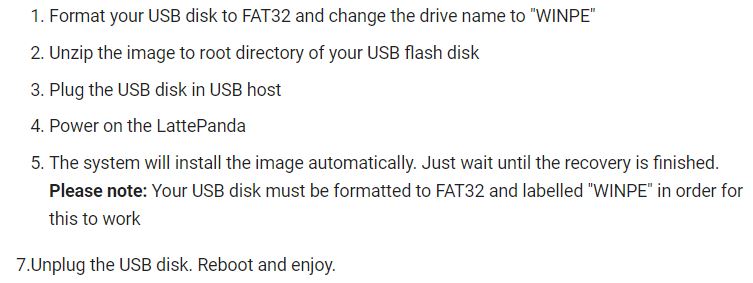 1. Format your USB disk to FAT32 and change the drive name to "WINPE"
2. Unzip the image to root directory of your USB flash disk
3. Plug the USB disk in USB host
4. Power on the LattePanda
5. The system will install the image automatically. Just wait until the recovery is finished.
Please note: Your USB disk must be formatted to FAT32 and labelled "WINPE" in order for
this to work
7.Unplug the USB disk. Reboot and enjoy.